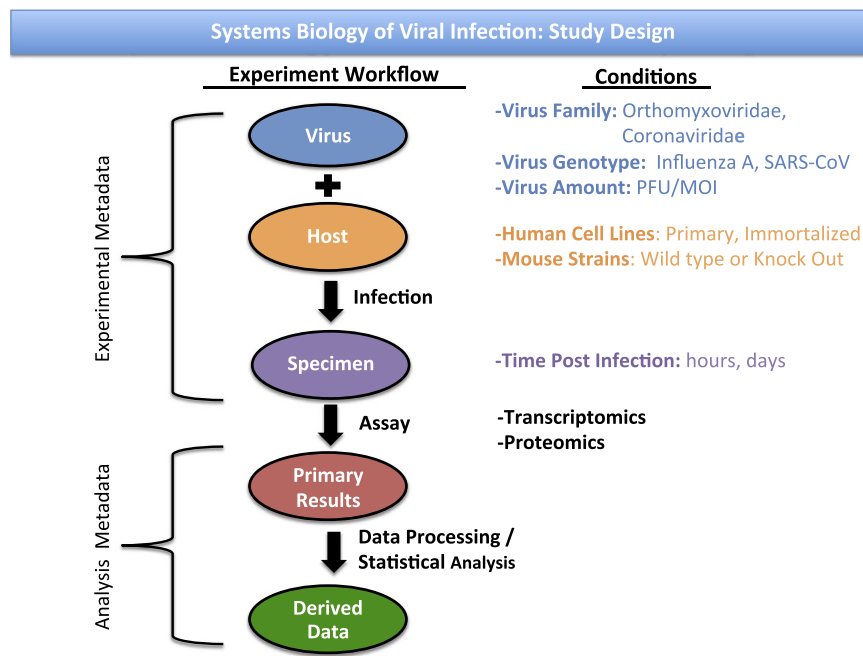 Systems Biology of Viral Infection: Study Design
Experiment Workflow
Conditions
Experimental Metadata
Virus
-Virus Family: Orthomyxoviridae,
Coronaviridae
-Virus Genotype: Influenza A, SARS-CoV
-Virus Amount: PFU/MOI
Host
-Human Cell Lines: Primary, Immortalized
-Mouse Strains: Wild type or Knock Out
Infection
Specimen
-Time Post Infection: hours, days
Assay
-Transcriptomics
-Proteomics
Analysis Metadata
Primary
Results
Data Processing /
Statistical Analysis
Derived
Data